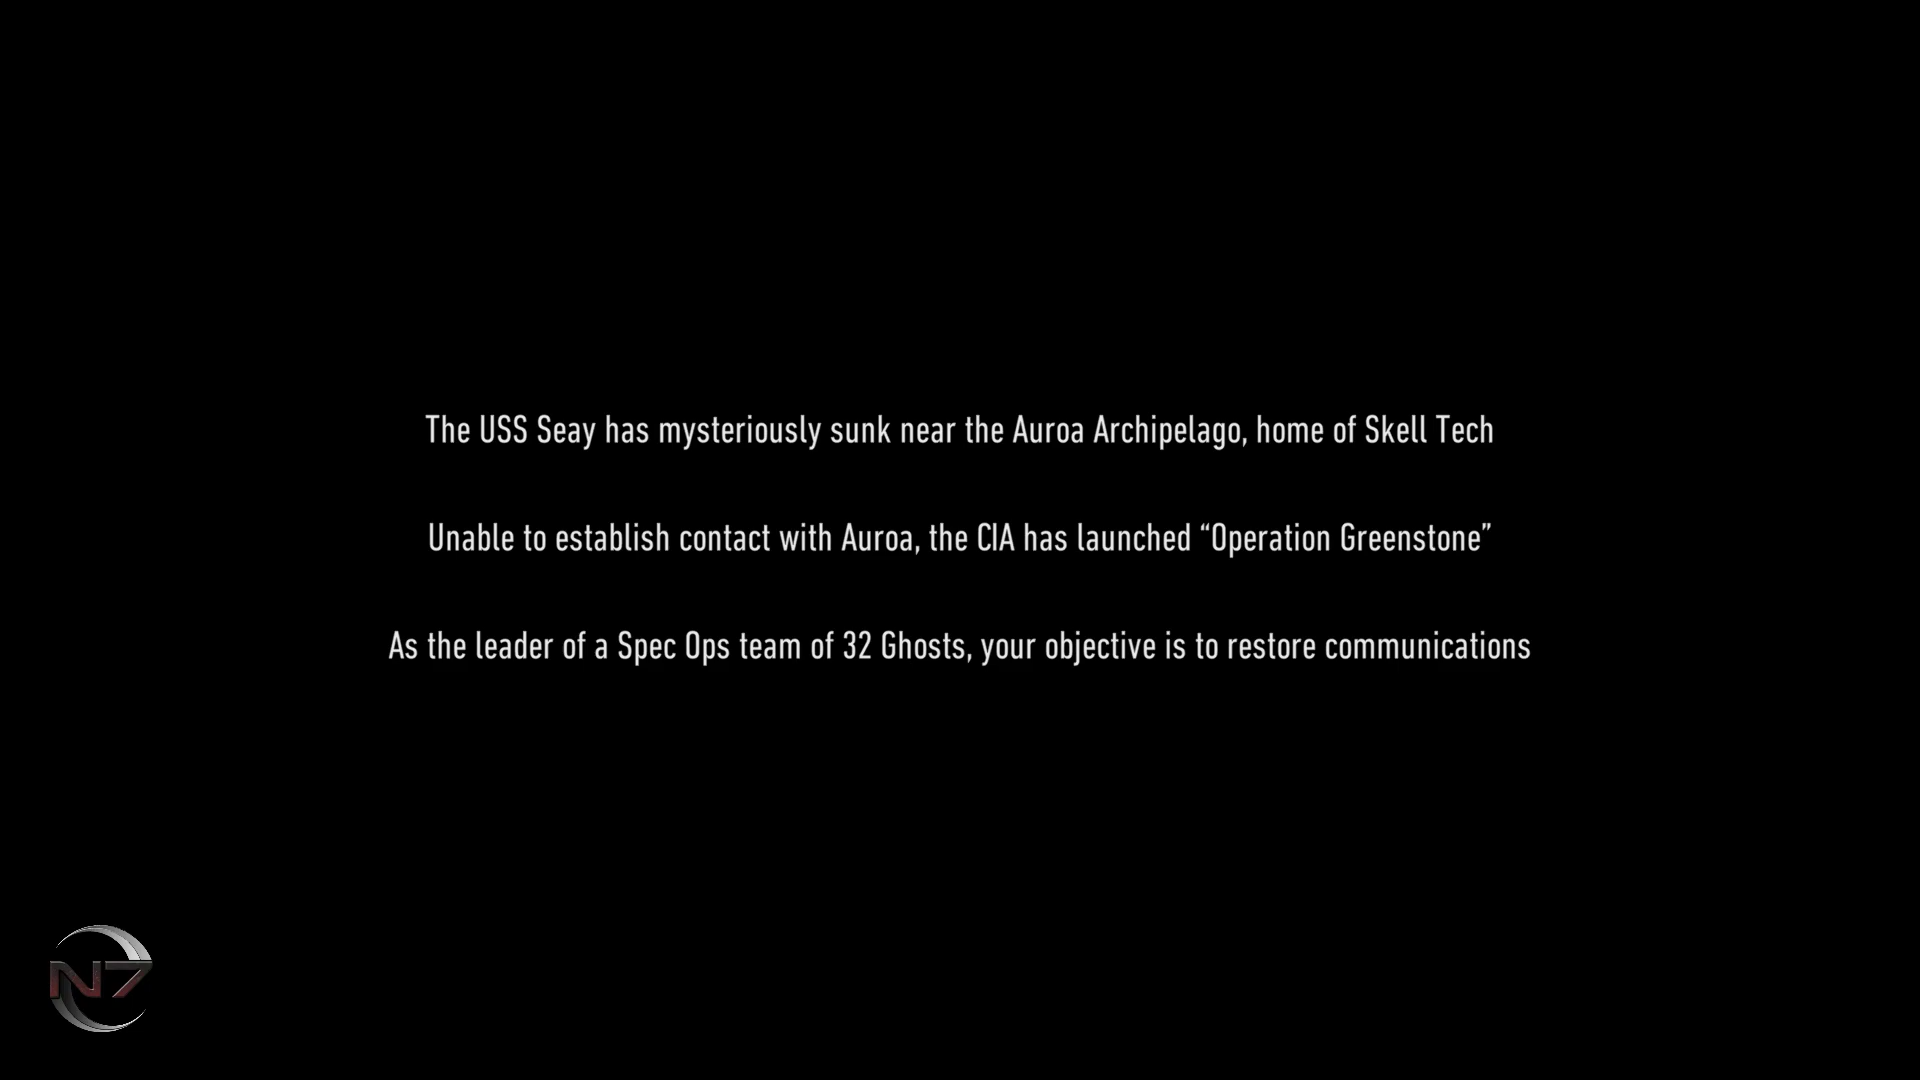 The USS Seay has mysteriously sunk near the Auroa Archipelago, home of Skell Tech
Unable to establish contact with Auroa, the CIA has launched “Operation Greenstone”
As the leader of a Spec Ops team of 32 Ghosts, your objective is to restore communications
N7